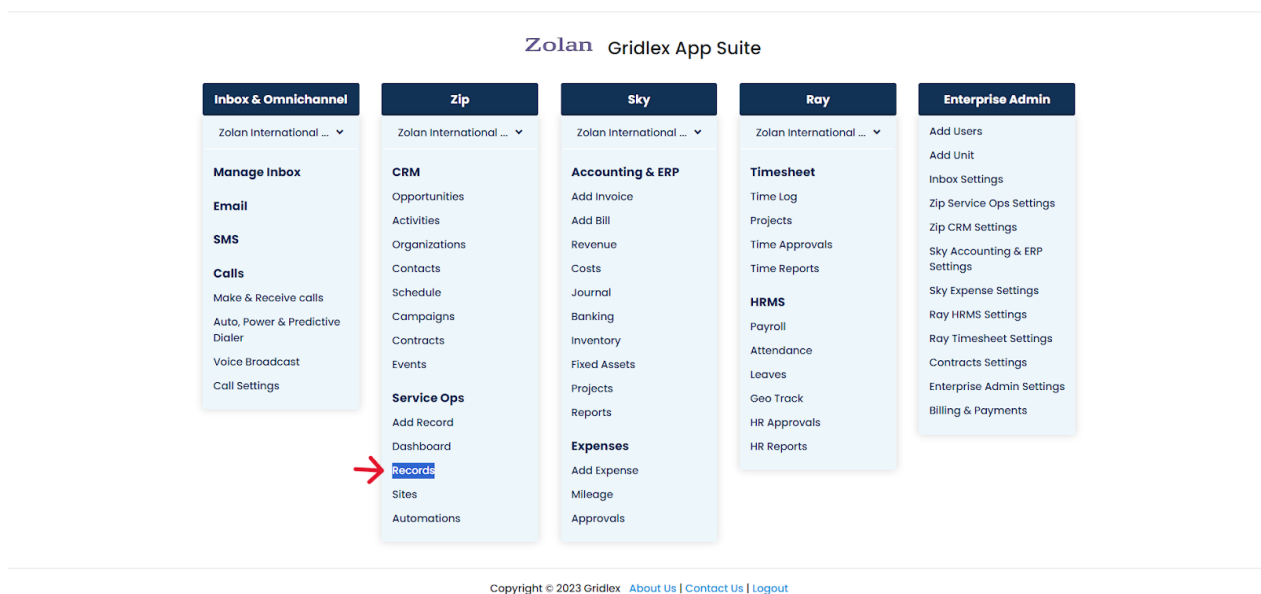 Zolan Gridlex App Suite
Inbox & Omnichannel
Zolan International ...
Manage Inbox
Email
SMS
Calls
Make & Receive calls
Auto, Power & Predictive
Dialer
Voice Broadcast
Call Settings
Zip
Zolan International ...
CRM
Opportunities
Activities
Organizations
Contacts
Schedule
Campaigns
Contracts
Events
Service Ops
Add Record
Dashboard
Records
Sites
Automations
Sky
Zolan International ...
Accounting & ERP
Add Invoice
Add Bill
Revenue
Costs
Journal
Banking
Inventory
Fixed Assets
Projects
Reports
Expenses
Add Expense
Mileage
Approvals
Ray
Zolan International ...
Timesheet
Time Log
Projects
Time Approvals
Time Reports
HRMS
Payroll
Attendance
Leaves
Geo Track
HR Approvals
HR Reports
Enterprise Admin
Add Users
Add Unit
Inbox Settings
Zip Service Ops Settings
Zip CRM Settings
Sky Accounting & ERP
Settings
Sky Expense Settings
Ray HRMS Settings
Ray Timesheet Settings
Contracts Settings
Enterprise Admin Settings
Billing & Payments
Copyright © 2023 Gridlex About Us | Contact Us | Logout